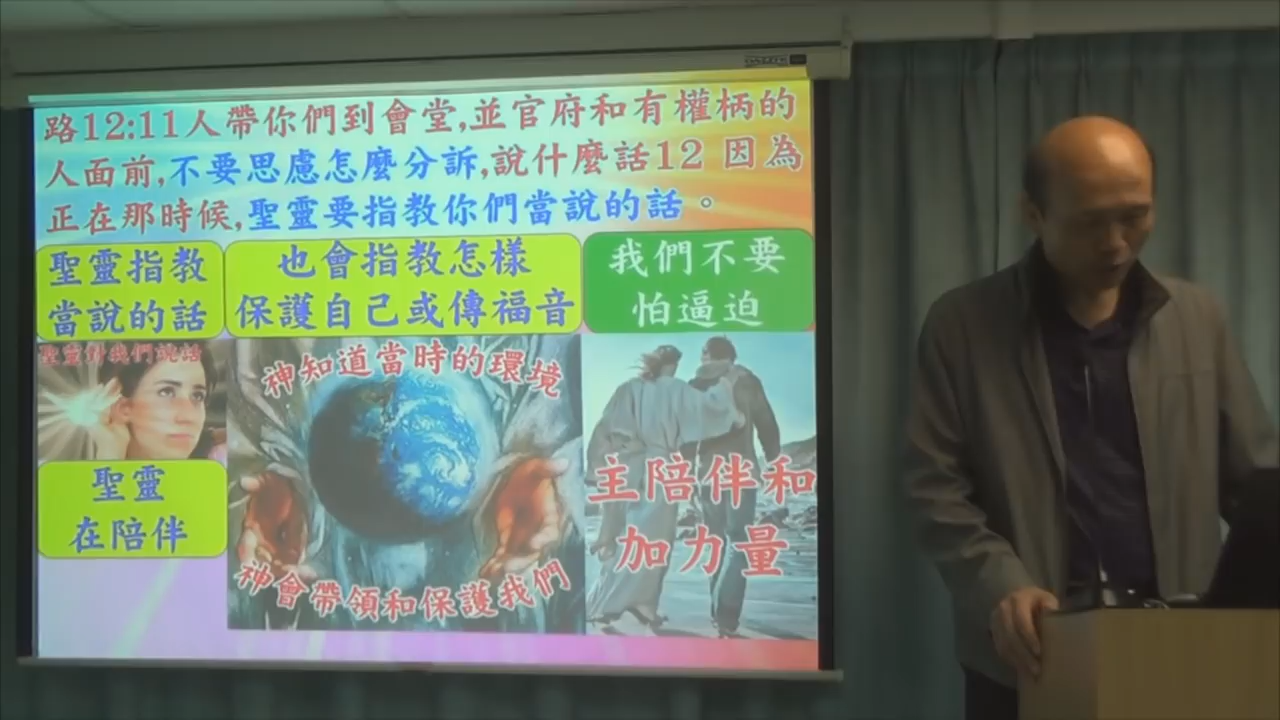 路12:11人帶你們到會堂,並官府和有權柄的
人面前,不要思慮怎麼分訴,說什麼話12 因為
正在那時候,聖靈要指教你們當說的話。
聖靈指教
當說的話
也會指教怎樣
保護自己或傳福音
我們不要
怕逼迫
聖靈對我們說話
神知道當時的環境
聖靈
在陪伴
神會帶領和保護我們
主陪伴和
加力量